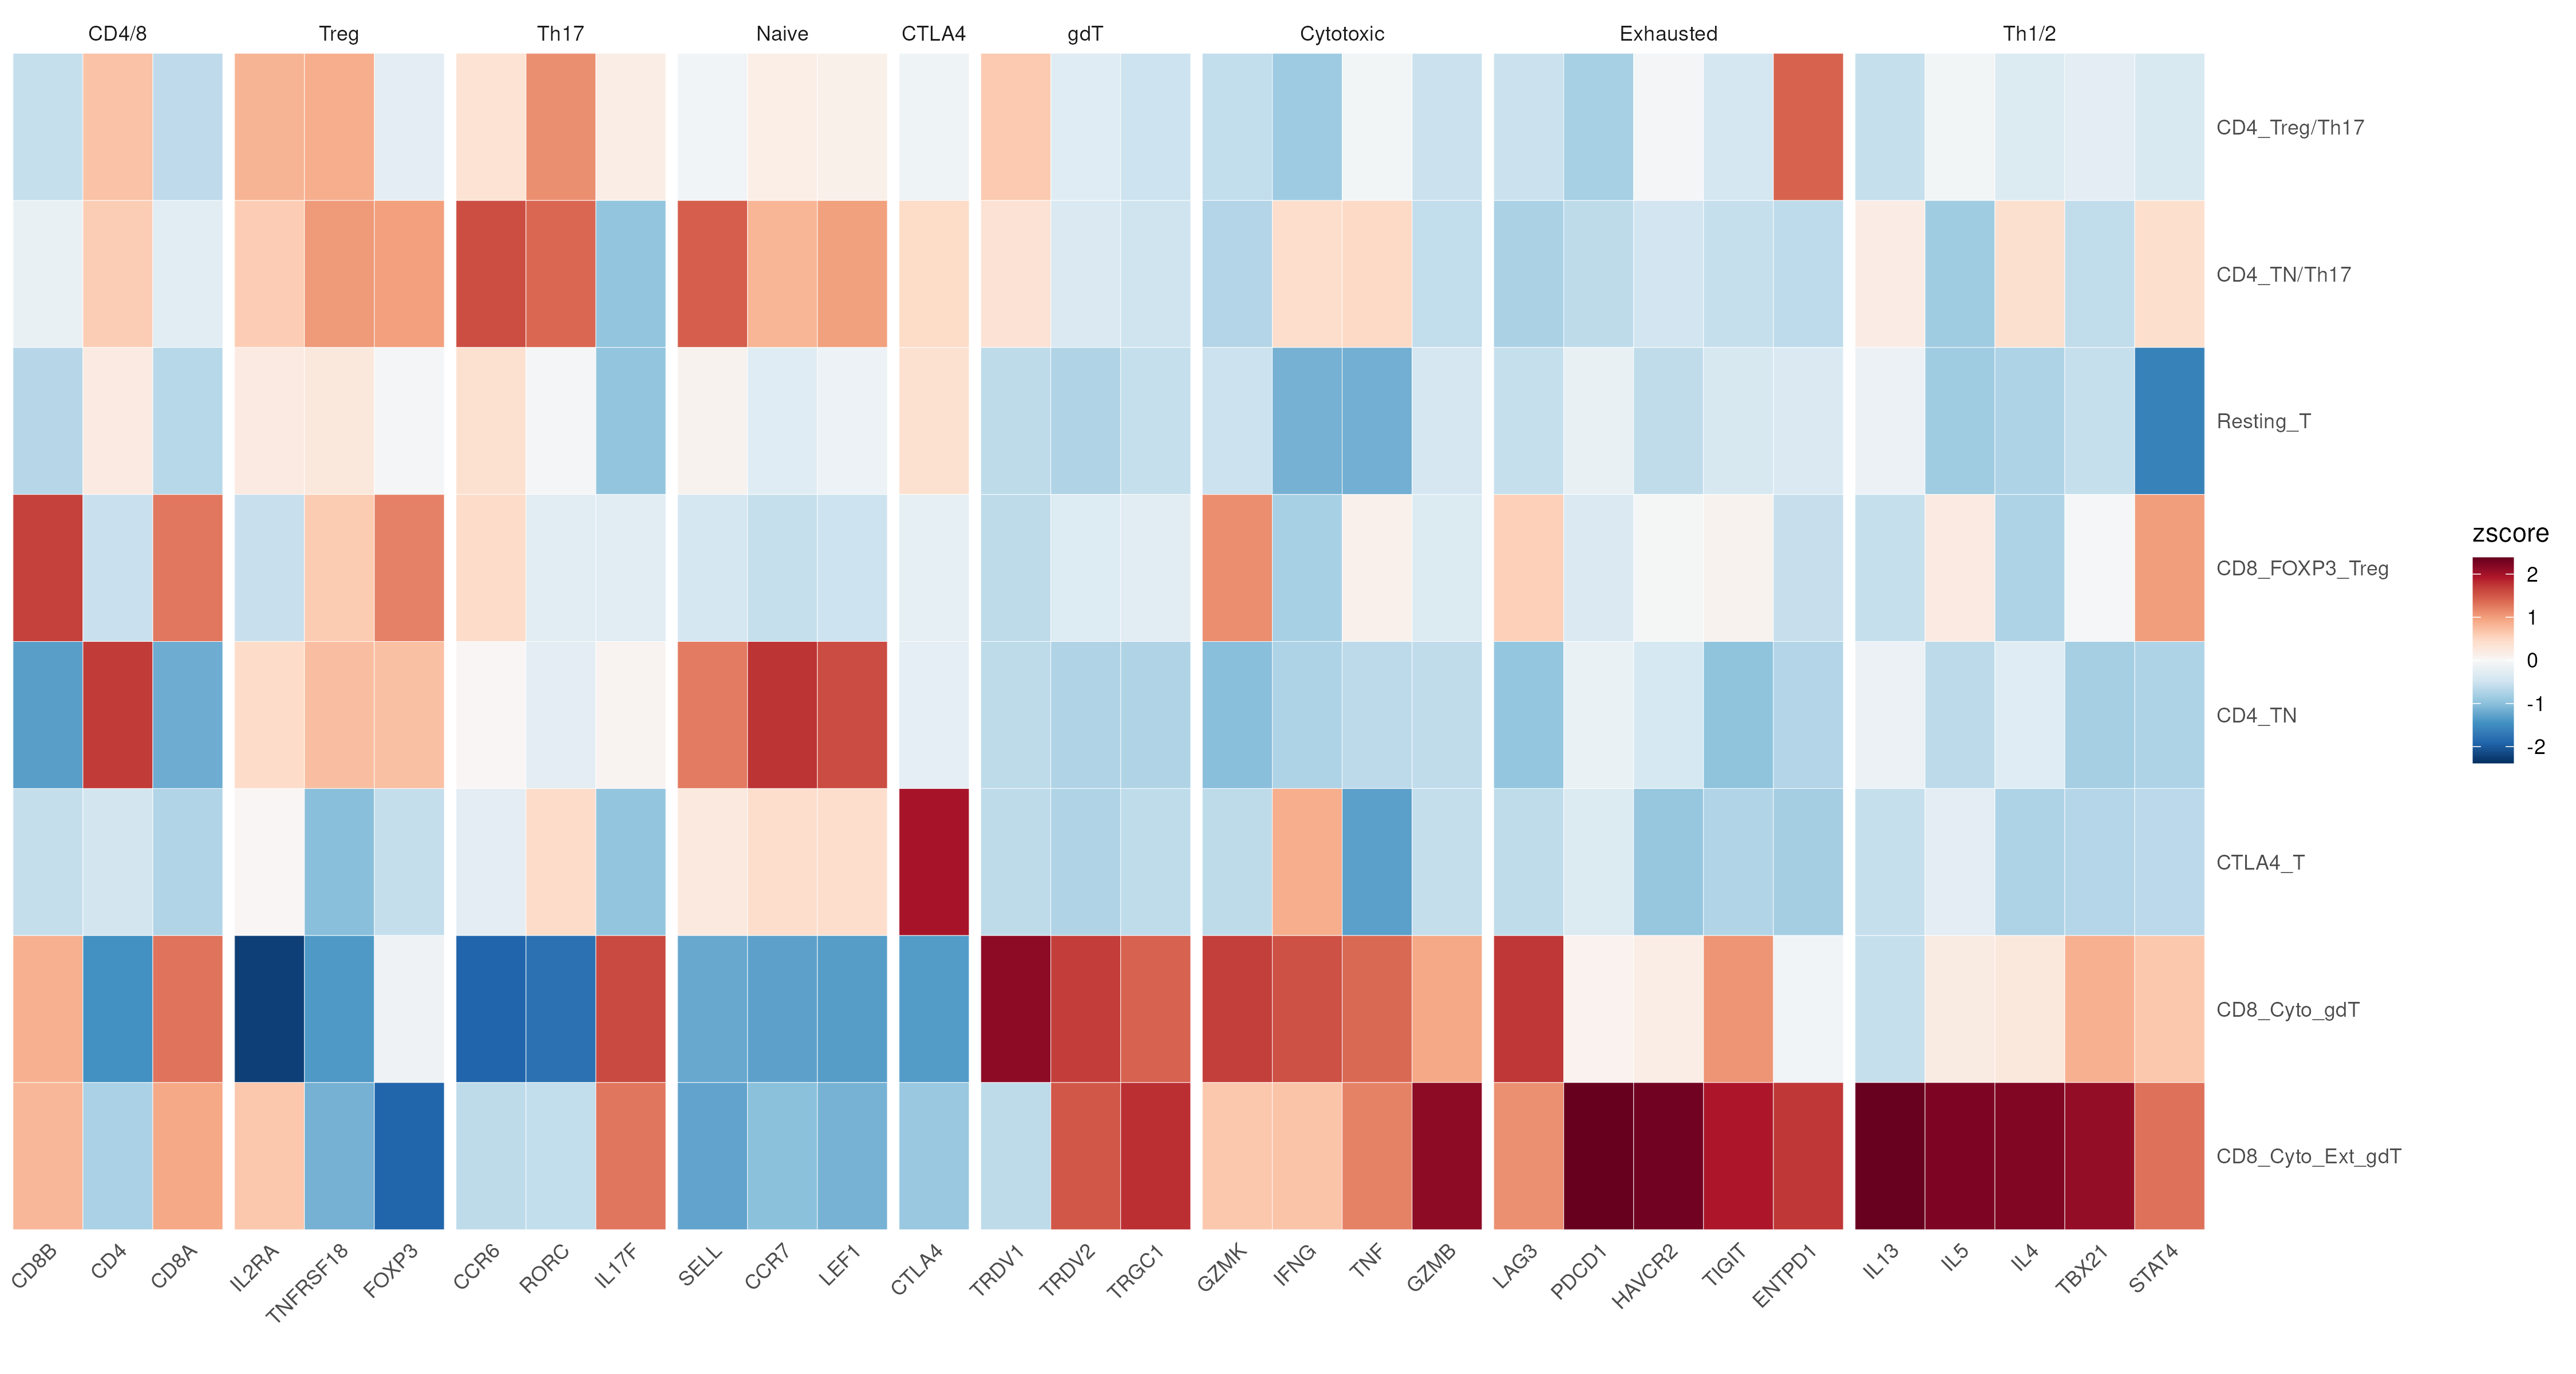 CD4/8 Treg Th17 Naive CTLA4 gdT Cytotoxic Exhausted Th1/2
CD4_Treg/Th17
CD4_TN/Th17
Resting_T
CD8_FOXP3_Treg
CD4_TN
CTLA4_T
CD8_Cyto_gdT
CD8_Cyto_Ext_gdT
CD8B CD4 CD8A IL2RA TNFRSF18 FOXP3 CCR6 RORC IL17F SELL CCR7 LEF1 CTLA4 TRDV1 TRDV2 TRGC1 GZMK IFNG TNF GZMB LAG3 PDCD1 HAVCR2 TIGIT ENTPD1 IL13 IL5 IL4 TBX21 STAT4
zscore
2
1
0
-1
-2